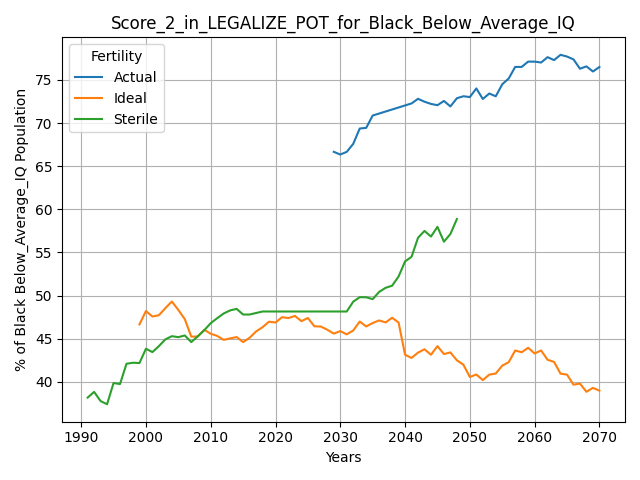 Score_2_in_LEGALIZE_POT_for_Black_Below_Average_IQ
Fertility
Actual
Ideal
Sterile
% of Black Below_Average_IQ Population
75
70
65
60
55
50
45
40
1990 2000 2010 2020 2030 2040 2050 2060 2070
Years